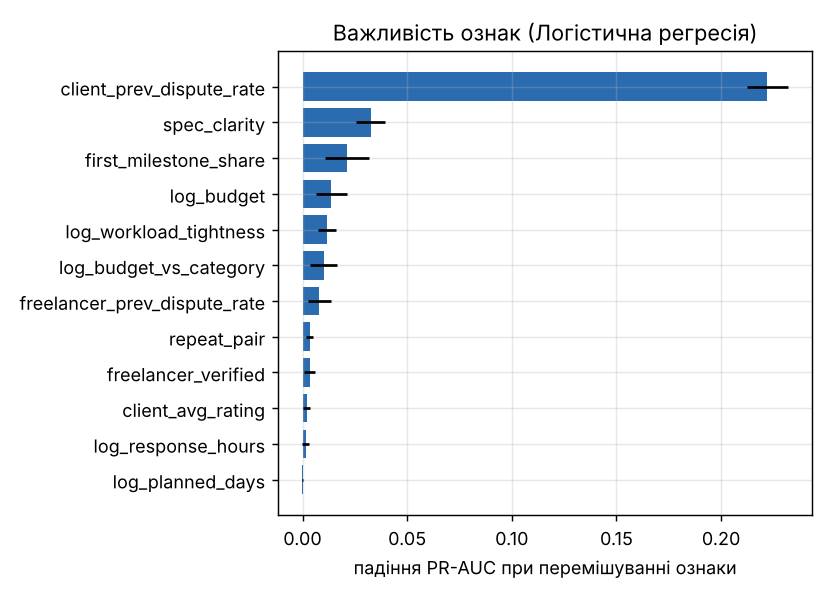 Важливість ознак (Логістична регресія)
client_prev_dispute_rate
spec_clarity
first_milestone_share
log_budget
log_workload_tightness
log_budget_vs_category
freelancer_prev_dispute_rate
repeat_pair
freelancer_verified
client_avg_rating
log_response_hours
log_planned_days
0.00 0.05 0.10 0.15 0.20
падіння PR-AUC при перемішуванні ознаки